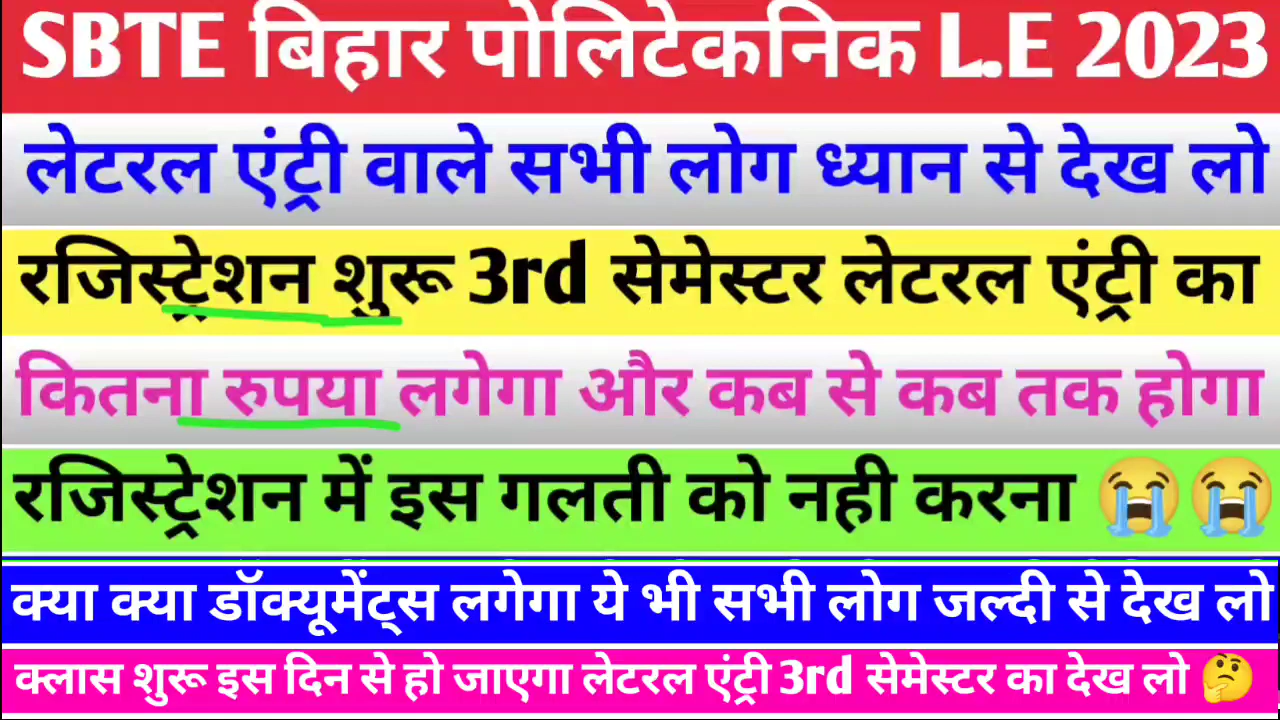 SBTE बिहार पोलिटेकनिक L.E 2023
लेटरल एंट्री वाले सभी लोग ध्यान से देख लो
रजिस्ट्रेशन शुरू 3rd सेमेस्टर लेटरल एंट्री का
कितना रुपया लगेगा और कब से कब तक होगा
रजिस्ट्रेशन में इस गलती को नही करना 😭😭
क्या क्या डॉक्यूमेंट्स लगेगा ये भी सभी लोग जल्दी से देख लो
क्लास शुरू इस दिन से हो जाएगा लेटरल एंट्री 3rd सेमेस्टर का देख लो 🤔